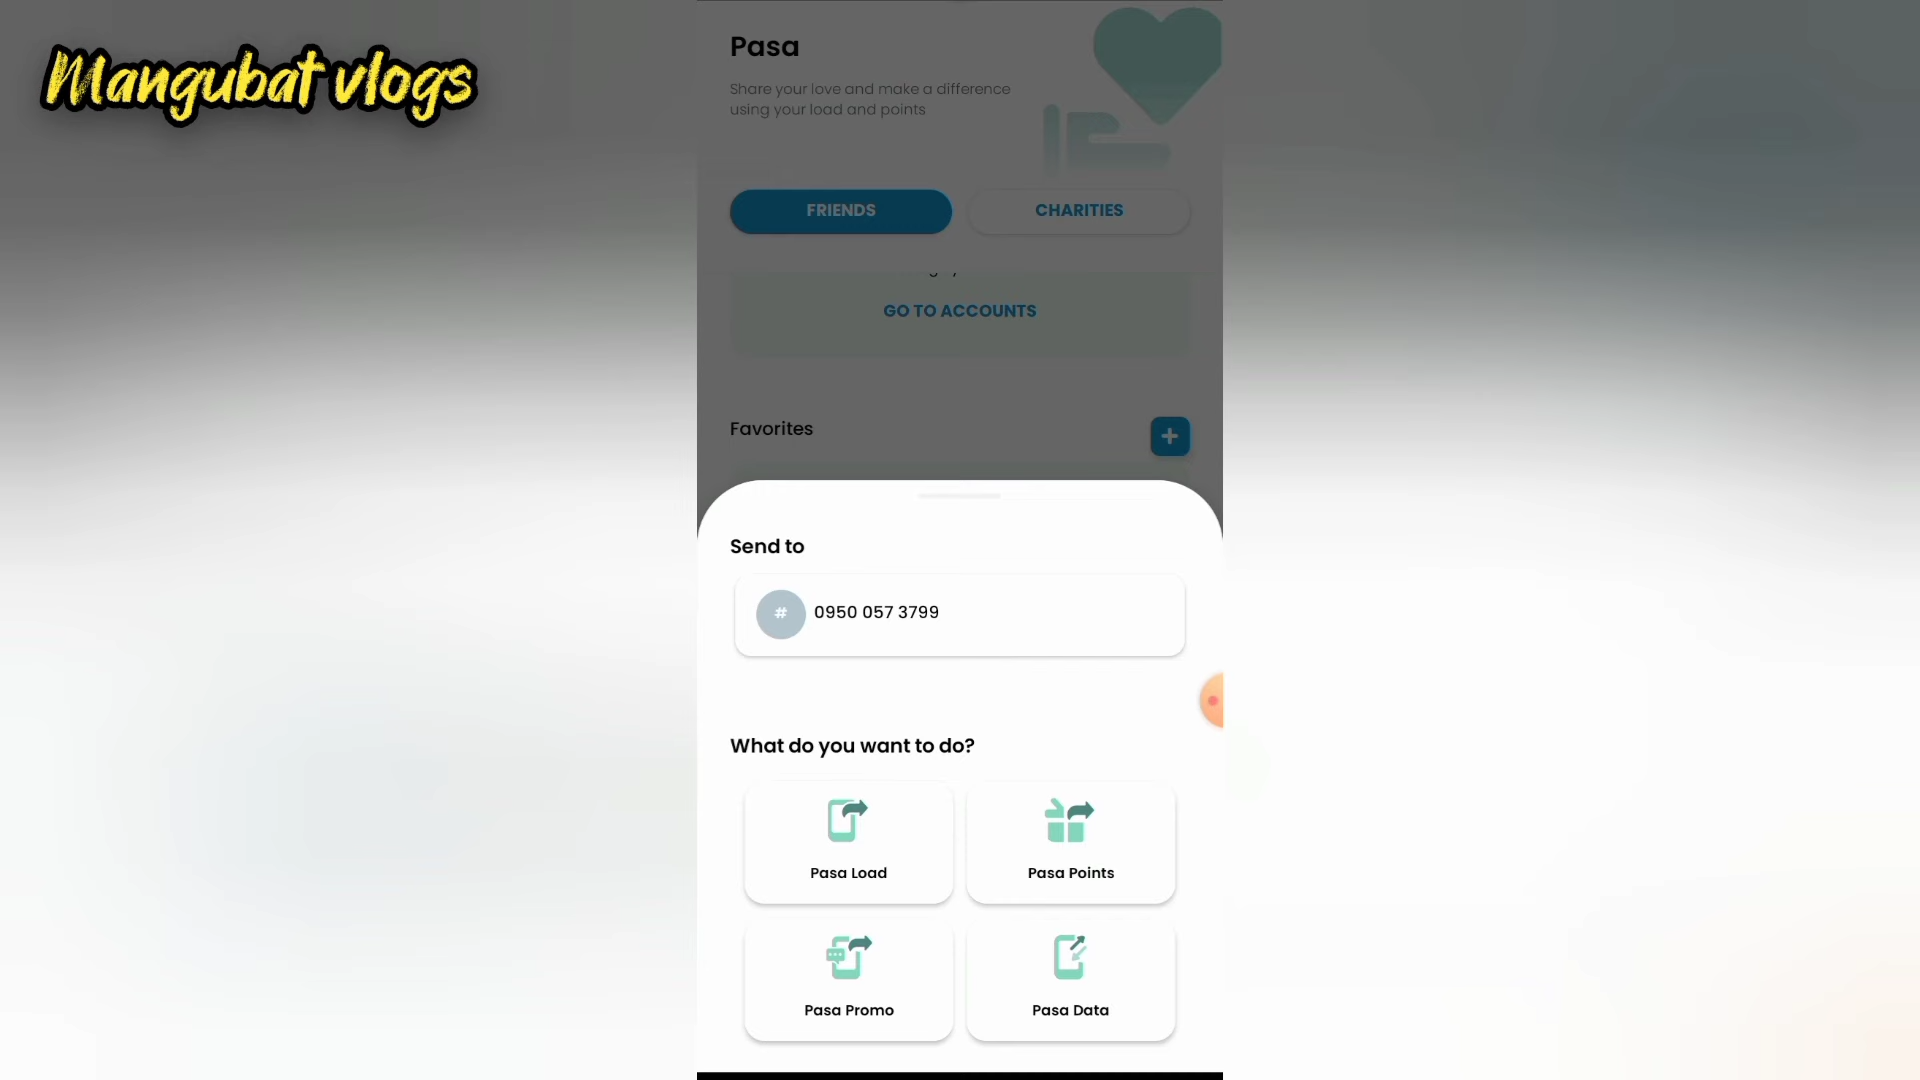 Mangubat vlogs
Pasa
Share your love and make a difference
using your load and points
FRIENDS
CHARITIES
GO TO ACCOUNTS
Favorites
+
Send to
# 0950 057 3799
What do you want to do?
Pasa Load
Pasa Points
Pasa Promo
Pasa Data